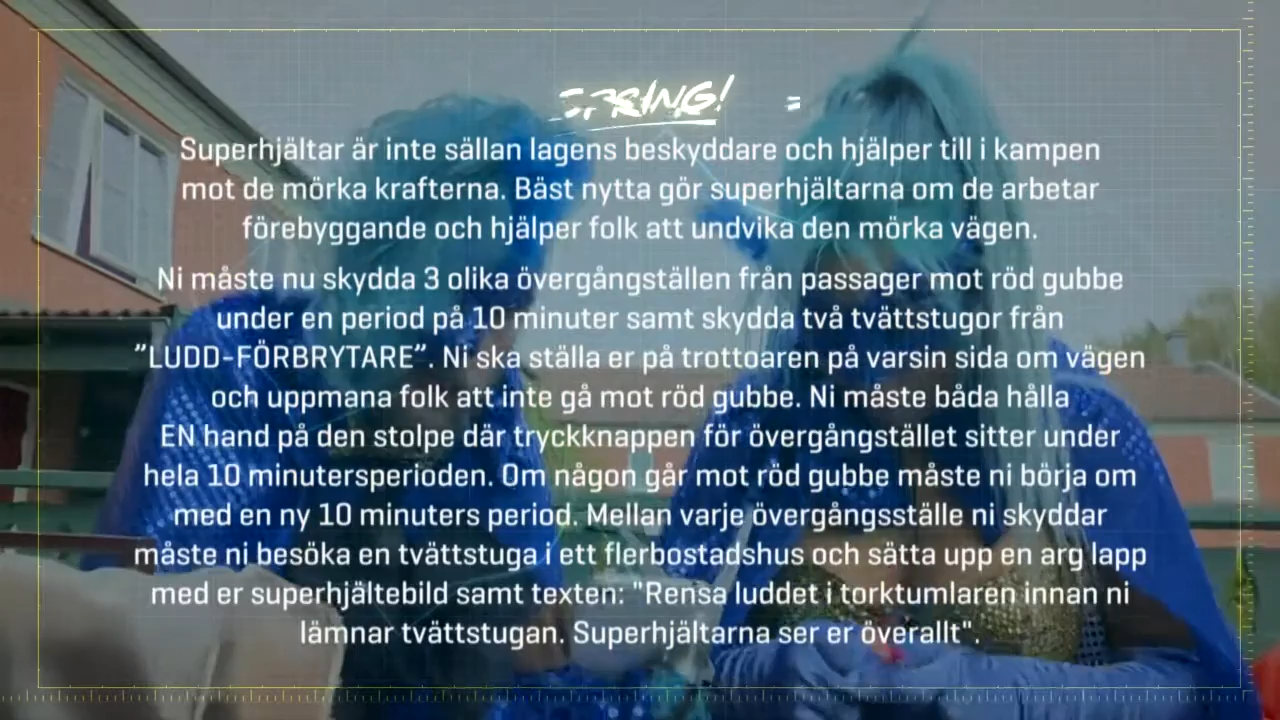 SPRING!
Superhjältar är inte sällan lagens beskyddare och hjälper till i kampen
mot de mörka krafterna. Bäst nytta gör superhjältarna om de arbetar
förebyggande och hjälper folk att undvika den mörka vägen.
Ni måste nu skydda 3 olika övergångställen från passager mot röd gubbe
under en period på 10 minuter samt skydda två tvättstugor från
”LUDD-FÖRBRYTARE”. Ni ska ställa er på trottoaren på varsin sida om vägen
och uppmana folk att inte gå mot röd gubbe. Ni måste båda hålla
EN hand på den stolpe där tryckknappen för övergångstället sitter under
hela 10 minutersperioden. Om någon går mot röd gubbe måste ni börja om
med en ny 10 minuters period. Mellan varje övergångsställe ni skyddar
måste ni besöka en tvättstuga i ett flerbostadshus och sätta upp en arg lapp
med er superhjältebild samt texten: "Rensa luddet i torktumlaren innan ni
lämnar tvättstugan. Superhjältarna ser er överallt".